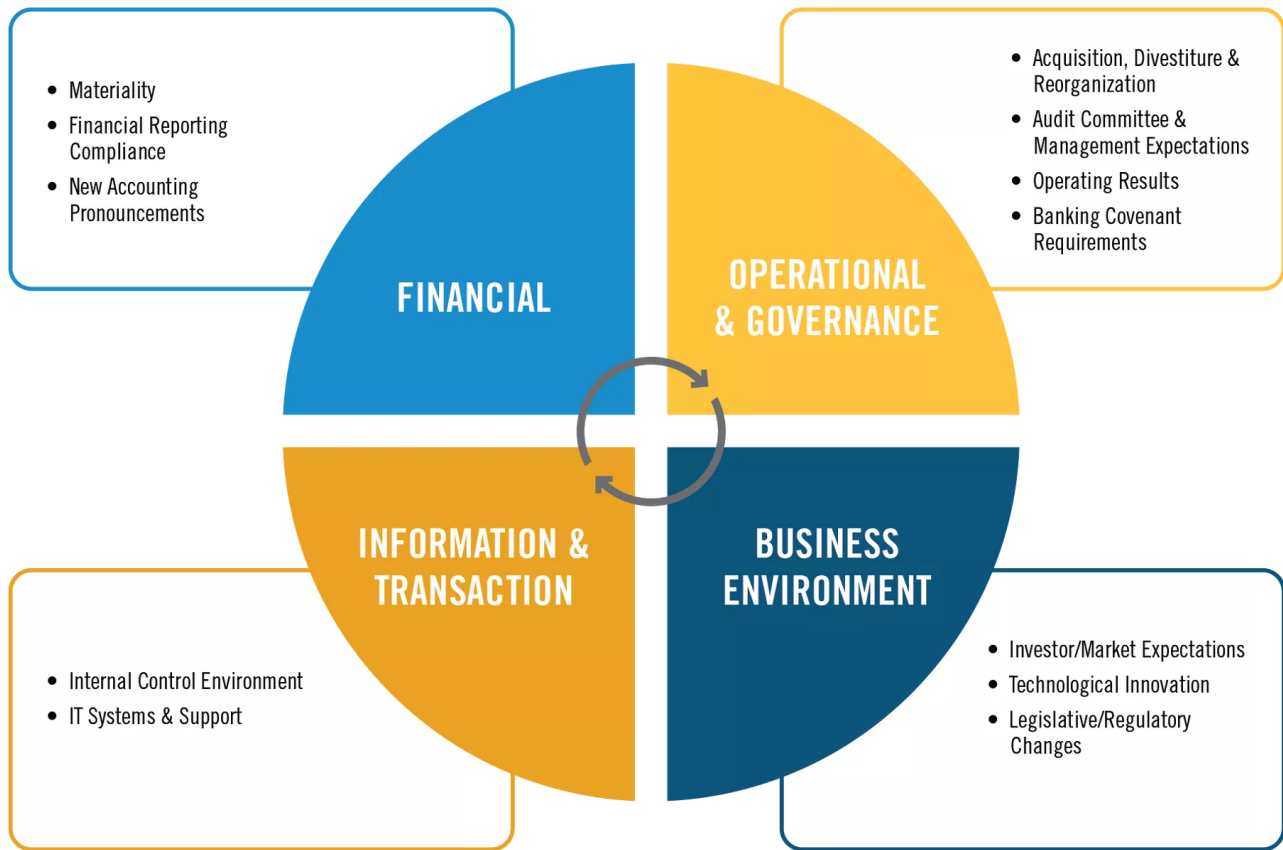 • Materiality
• Financial Reporting
Compliance
• New Accounting
Pronouncements
FINANCIAL
• Acquisition, Divestiture &
Reorganization
• Audit Committee &
Management Expectations
• Operating Results
• Banking Covenant
Requirements
OPERATIONAL
& GOVERNANCE
INFORMATION &
TRANSACTION
• Internal Control Environment
• IT Systems & Support
BUSINESS
ENVIRONMENT
• Investor/Market Expectations
• Technological Innovation
• Legislative/Regulatory
Changes